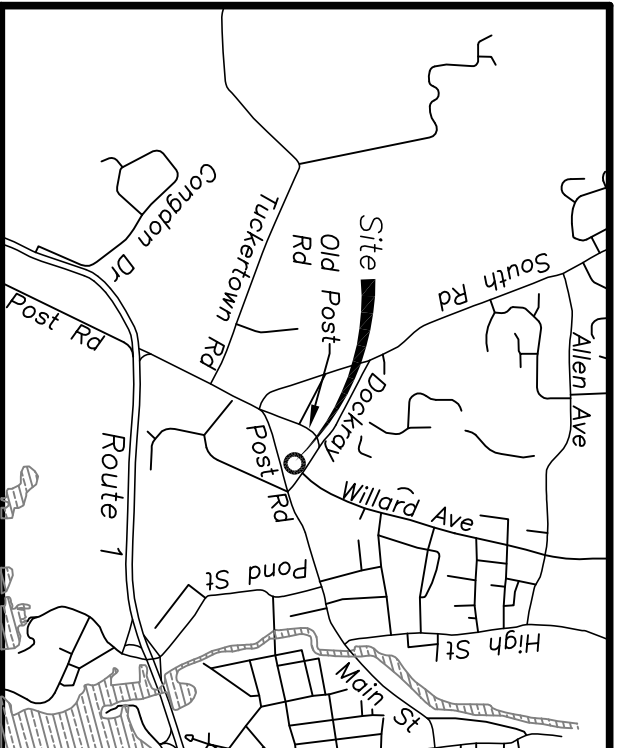 Congdon Dr
Tuckertown Rd
Site
Old Post
Rd
South Rd
Allen Ave
Post Rd
Dockray
Post Rd
Route 1
Willard Ave
Pond St
High St
Main St